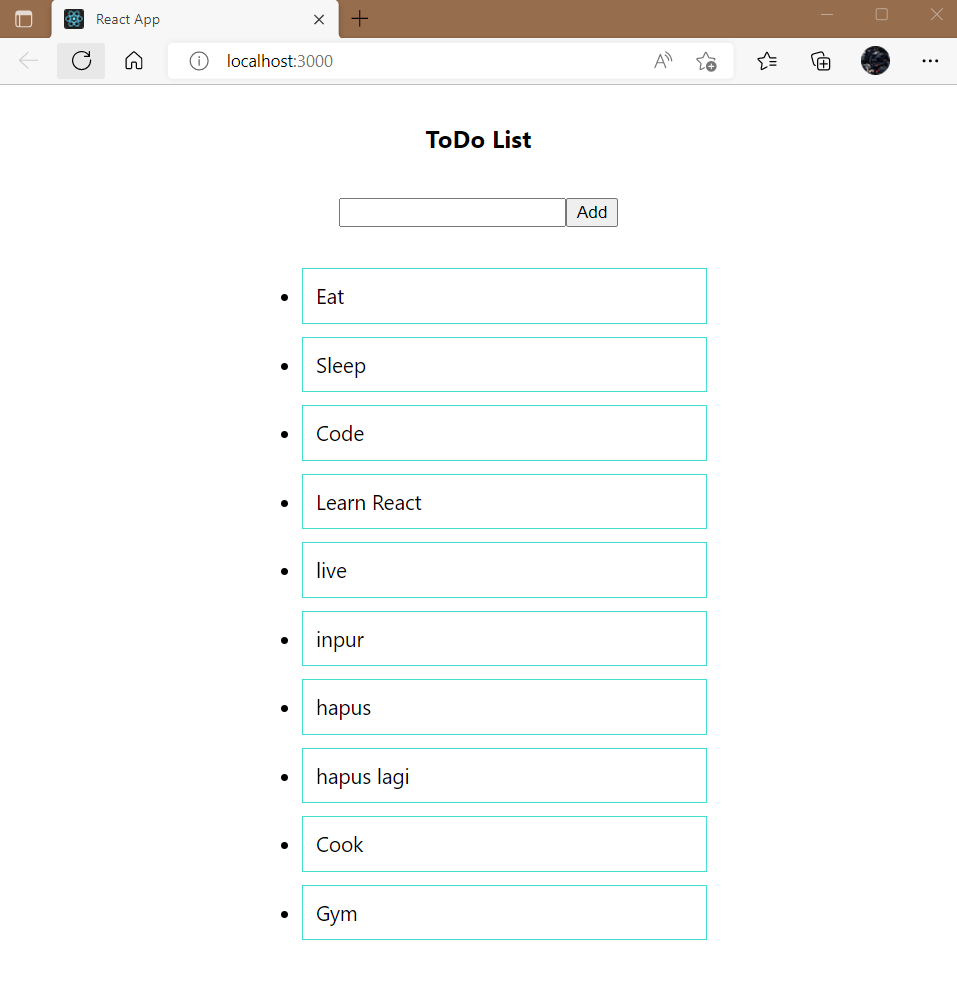 React App
localhost:3000
ToDo List
Add
Eat
Sleep
Code
Learn React
live
inpur
hapus
hapus lagi
Cook
Gym